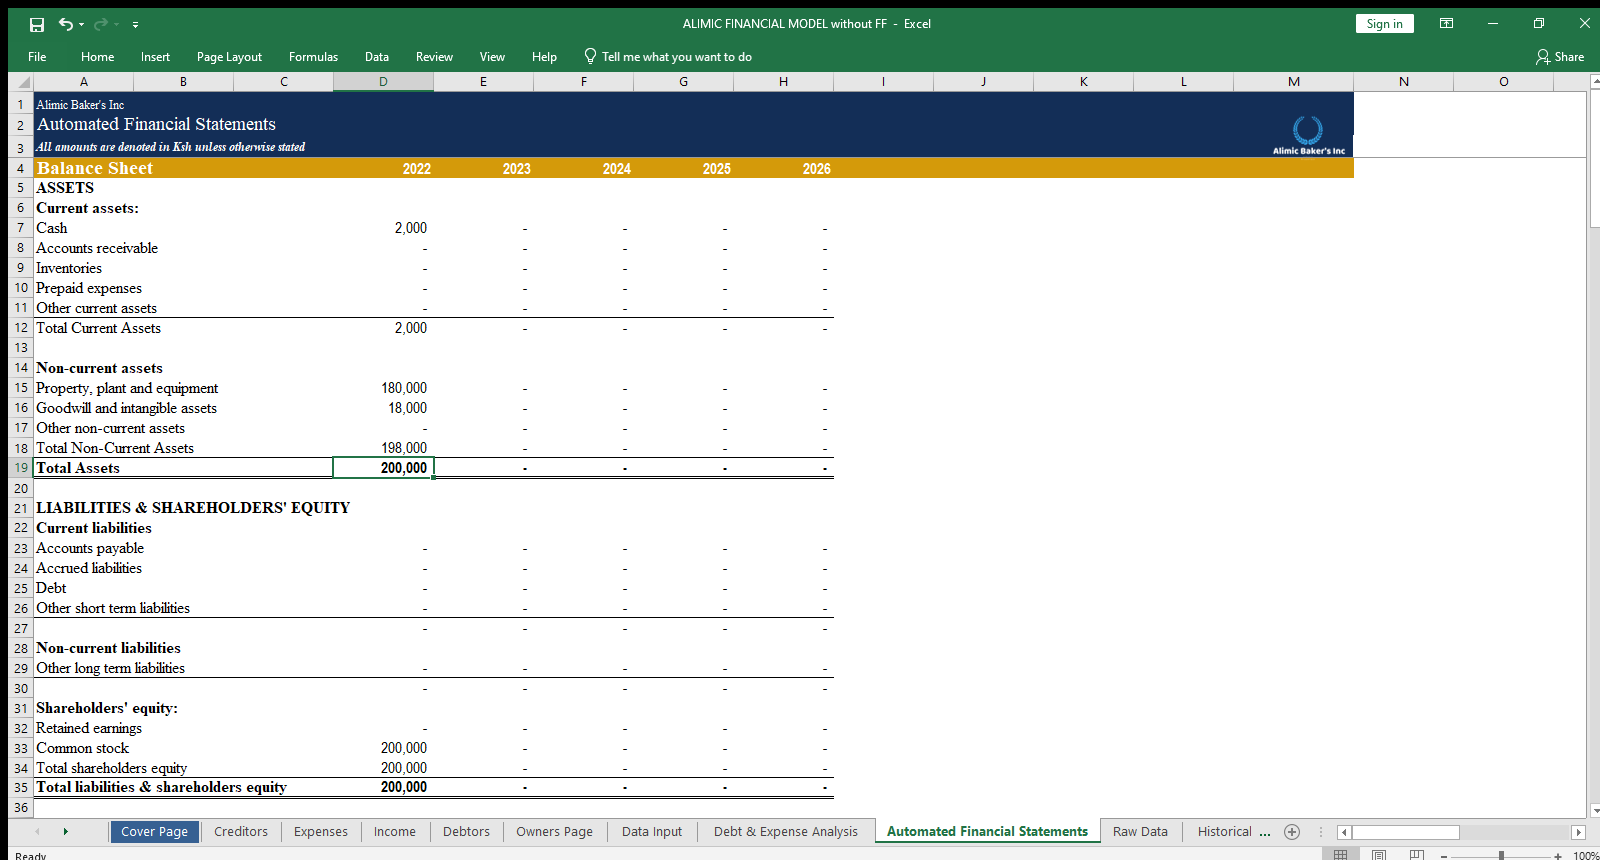 ALIMIC FINANCIAL MODEL without FF - Excel
Sign in
File Home Insert Page Layout Formulas Data Review View Help Tell me what you want to do Share
A B C D E F G H I J K L M N O
1 Alimic Baker's Inc
2 Automated Financial Statements
3 All amounts are denoted in Ksh unless otherwise stated
Alimic Baker's Inc
4 Balance Sheet 2022 2023 2024 2025 2026
5 ASSETS
6 Current assets:
7 Cash 2,000 - - - -
8 Accounts receivable - - - - -
9 Inventories - - - - -
10 Prepaid expenses - - - - -
11 Other current assets - - - - -
12 Total Current Assets 2,000 - - - -
13
14 Non-current assets
15 Property, plant and equipment 180,000 - - - -
16 Goodwill and intangible assets 18,000 - - - -
17 Other non-current assets - - - - -
18 Total Non-Current Assets 198,000 - - - -
19 Total Assets 200,000 - - - -
20
21 LIABILITIES & SHAREHOLDERS' EQUITY
22 Current liabilities
23 Accounts payable - - - - -
24 Accrued liabilities - - - - -
25 Debt - - - - -
26 Other short term liabilities - - - - -
27 - - - - -
28 Non-current liabilities
29 Other long term liabilities - - - - -
30 - - - - -
31 Shareholders' equity:
32 Retained earnings - - - - -
33 Common stock 200,000 - - - -
34 Total shareholders equity 200,000 - - - -
35 Total liabilities & shareholders equity 200,000 - - - -
36
Cover Page Creditors Expenses Income Debtors Owners Page Data Input Debt & Expense Analysis Automated Financial Statements Raw Data Historical ...
Ready 100%